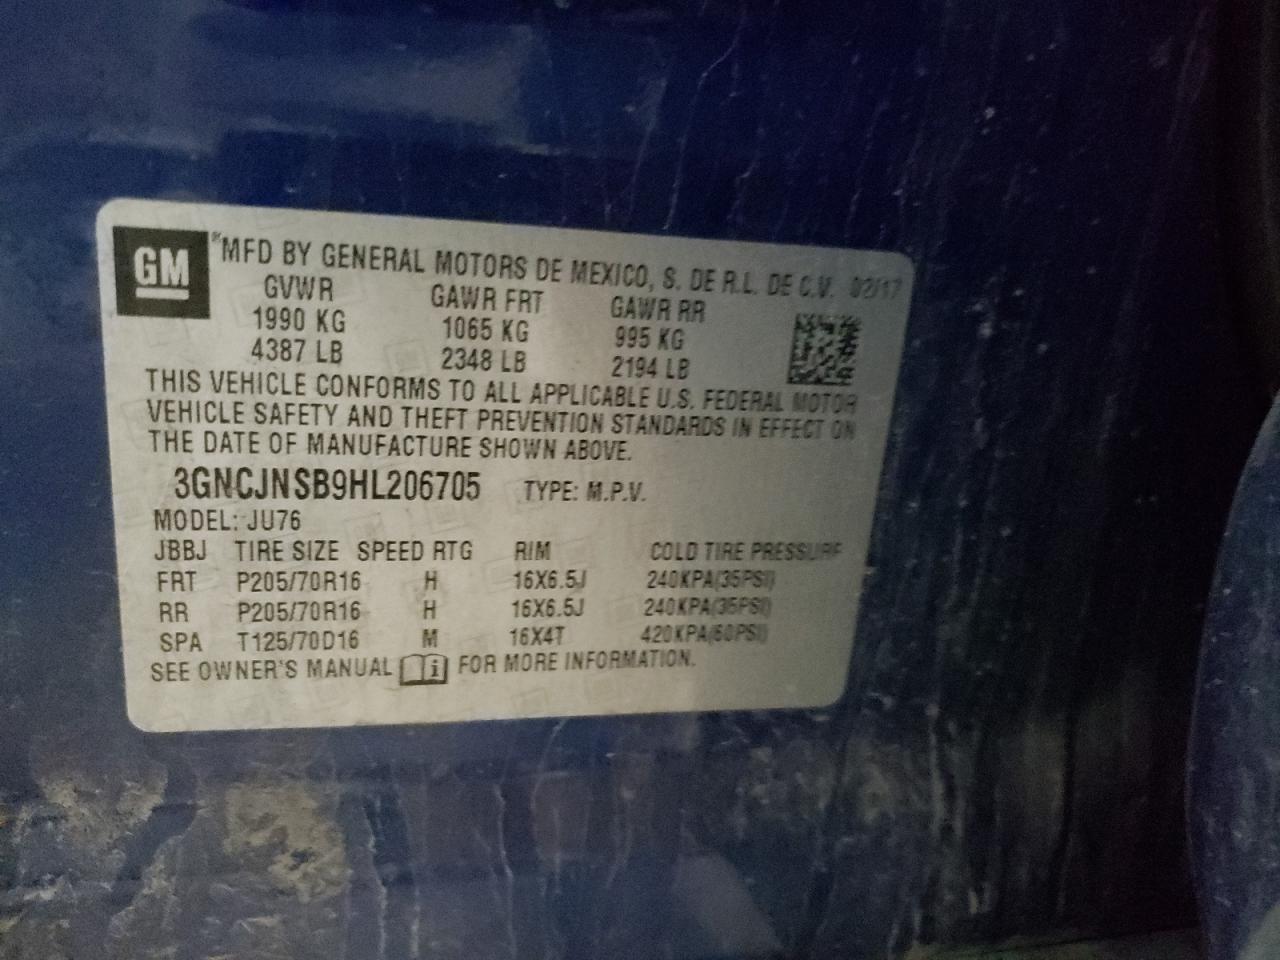 GM
®MFD BY GENERAL MOTORS DE MEXICO, S. DE R.L. DE C.V. 02/17
GVWR GAWR FRT GAWR RR
1990 KG 1065 KG 995 KG
4387 LB 2348 LB 2194 LB
THIS VEHICLE CONFORMS TO ALL APPLICABLE U.S. FEDERAL MOTOR
VEHICLE SAFETY AND THEFT PREVENTION STANDARDS IN EFFECT ON
THE DATE OF MANUFACTURE SHOWN ABOVE.
3GNCJNSB9HL206705 TYPE: M.P.V.
MODEL: JU76
JBBJ TIRE SIZE SPEED RTG RIM COLD TIRE PRESSURE
FRT P205/70R16 H 16X6.5J 240KPA(35PSI)
RR P205/70R16 H 16X6.5J 240KPA(35PSI)
SPA T125/70D16 M 16X4T 420KPA(60PSI)
SEE OWNER'S MANUAL FOR MORE INFORMATION.